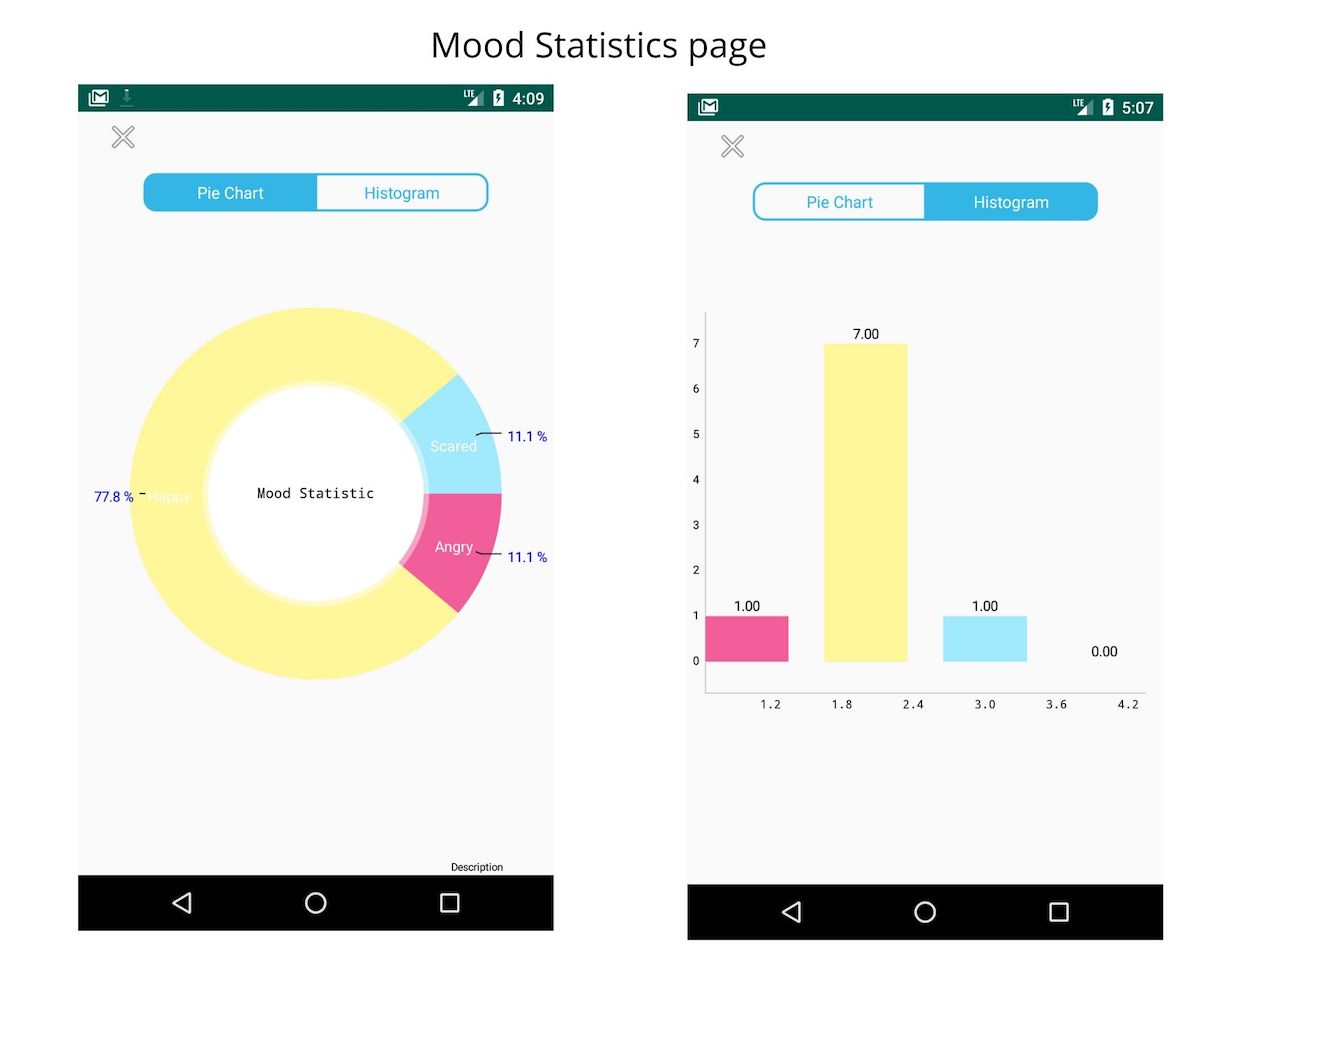 Mood Statistics page
LTE 4:09
Pie Chart Histogram
Scared 11.1 %
77.8 % Happy
Mood Statistic
Angry 11.1 %
Description
LTE 5:07
Pie Chart Histogram
7.00
7
6
5
4
3
2
1.00 1.00
1
0.00
0
1.2 1.8 2.4 3.0 3.6 4.2